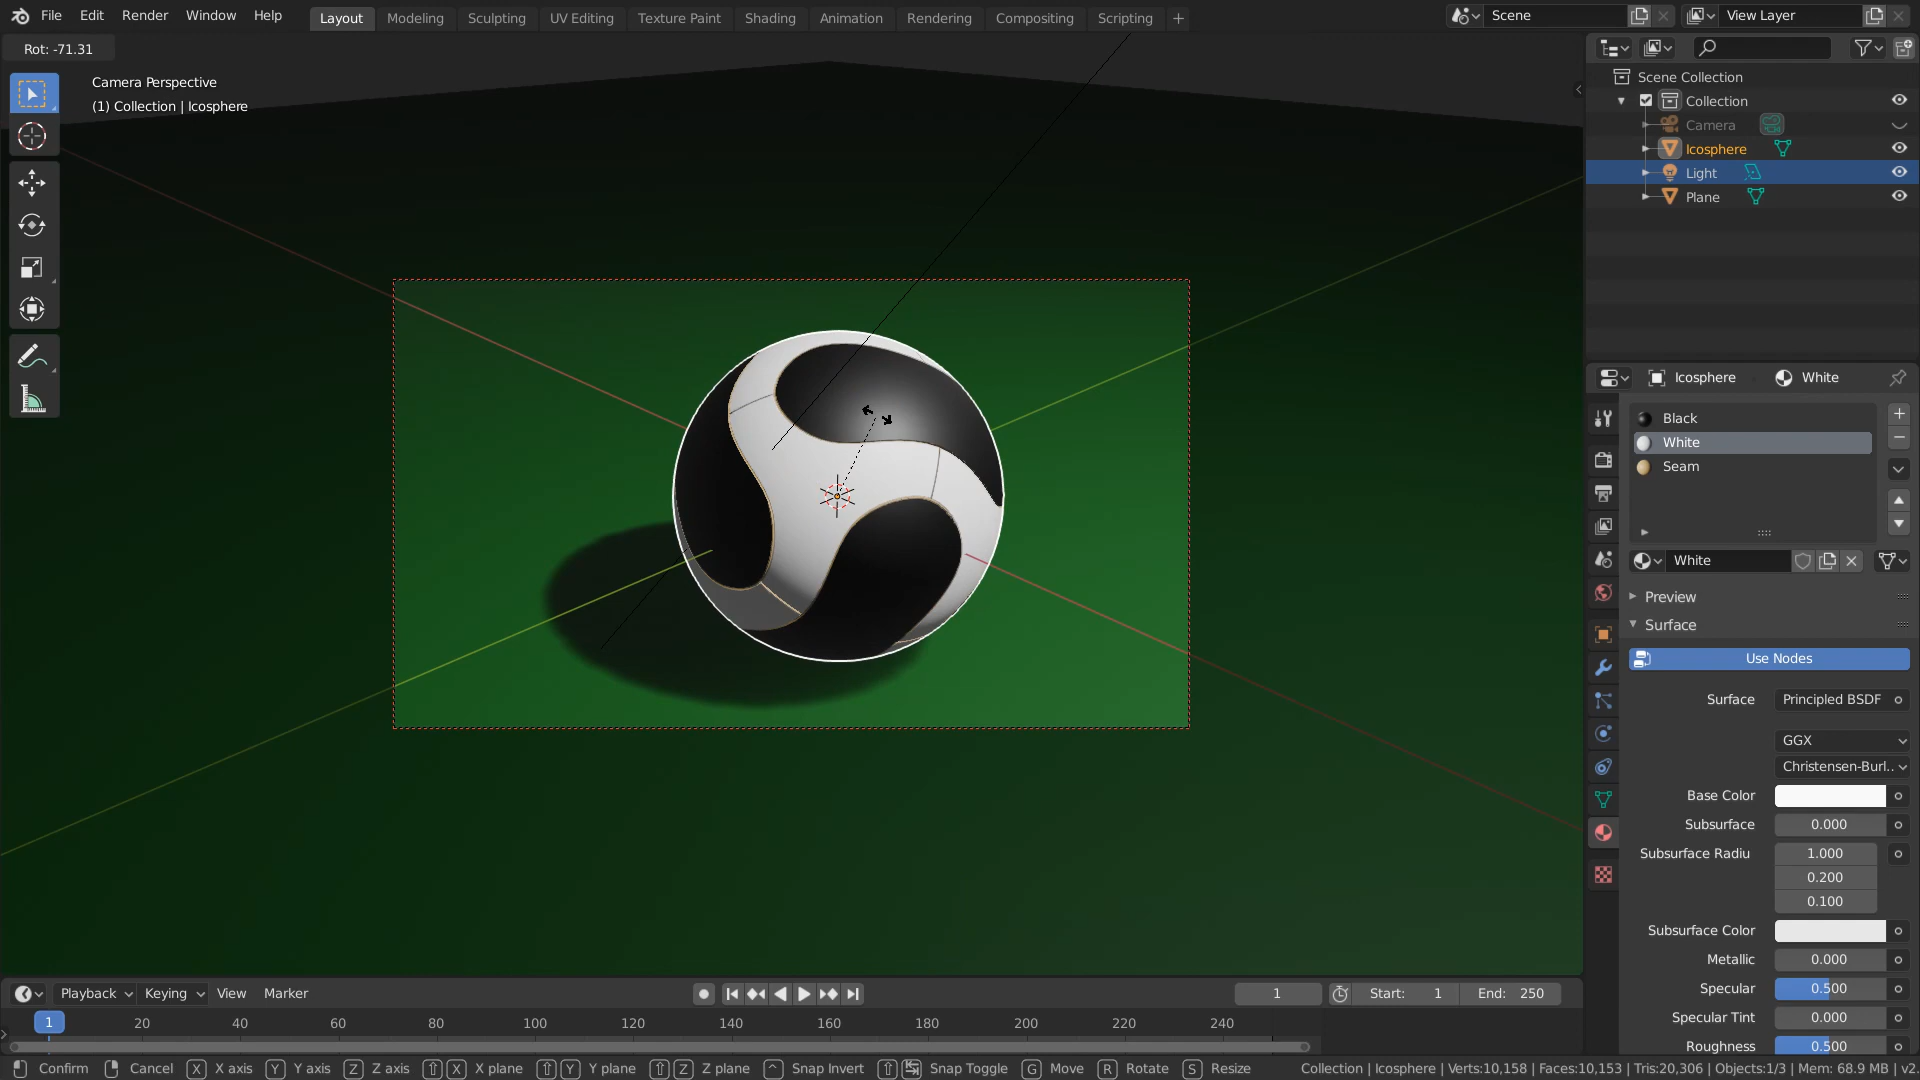 File Edit Render Window Help Layout Modeling Sculpting UV Editing Texture Paint Shading Animation Rendering Compositing Scripting + Scene View Layer
Rot: -71.31
Camera Perspective
(1) Collection | Icosphere
Scene Collection
Collection
Camera
Icosphere
Light
Plane
Icosphere White
Black
White
Seam
White
Preview
Surface
Use Nodes
Surface Principled BSDF
GGX
Christensen-Burl..
Base Color
Subsurface 0.000
Subsurface Radiu 1.000
0.200
0.100
Subsurface Color
Metallic 0.000
Specular 0.500
Specular Tint 0.000
Roughness 0.500
Playback Keying View Marker 1 Start: 1 End: 250
1 20 40 60 80 100 120 140 160 180 200 220 240
Confirm Cancel X X axis Y Y axis Z Z axis X X plane Y Y plane Z Z plane Snap Invert Snap Toggle G Move R Rotate S Resize Collection | Icosphere | Verts:10,158 | Faces:10,153 | Tris:20,306 | Objects:1/3 | Mem: 68.9 MB | v2.